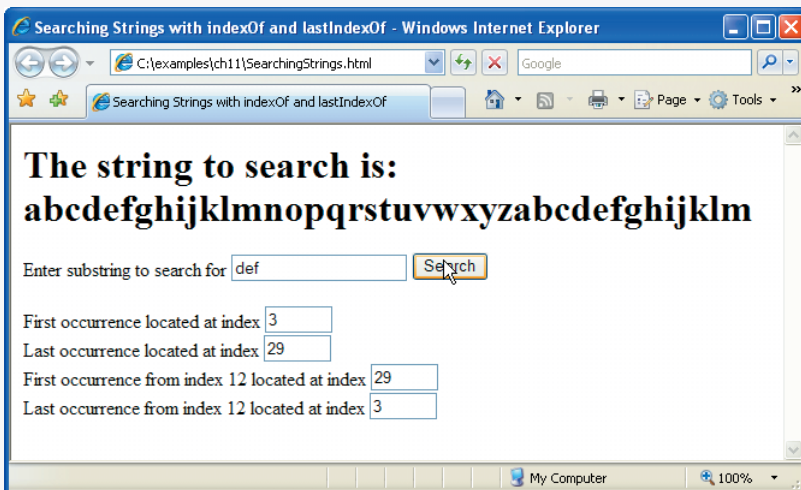 Searching Strings with indexOf and lastIndexOf - Windows Internet Explorer
C:\examples\ch11\SearchingStrings.html
Google
Searching Strings with indexOf and lastIndexOf
Page
Tools
»
The string to search is:
abcdefghijklmnopqrstuvwxyzabcdefghijklm
Enter substring to search for def Search
First occurrence located at index 3
Last occurrence located at index 29
First occurrence from index 12 located at index 29
Last occurrence from index 12 located at index 3
My Computer
100%